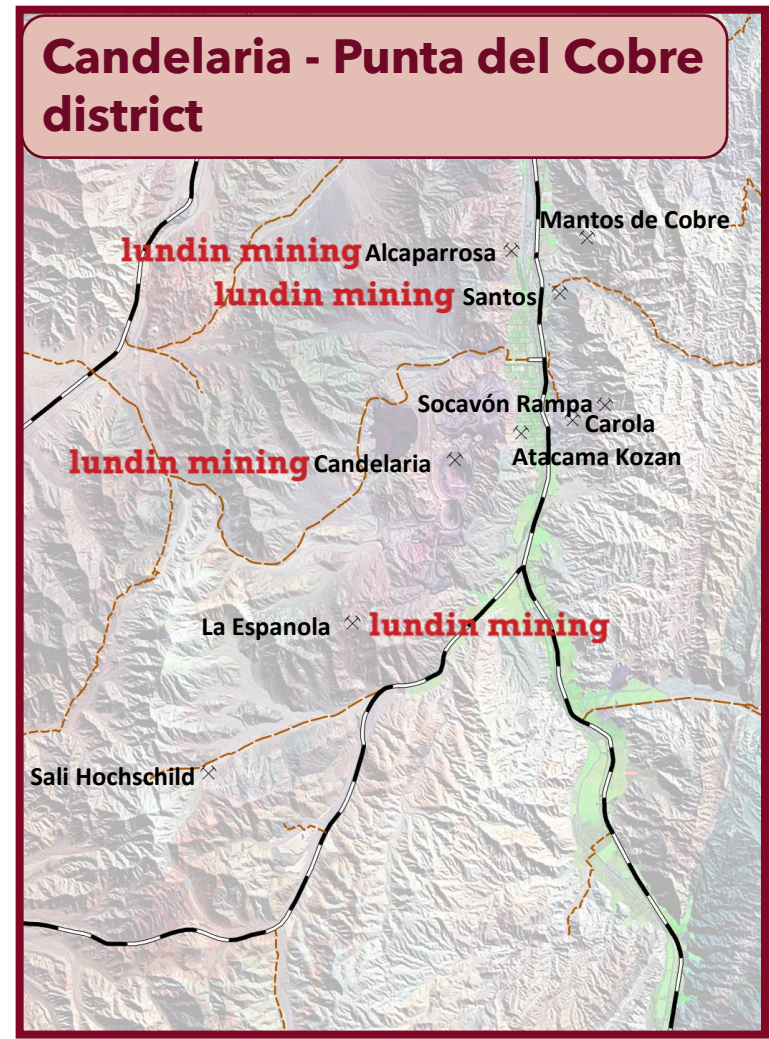 Candelaria - Punta del Cobre
district
Mantos de Cobre
lundin mining Alcaparrosa
lundin mining Santos
Socavón Rampa
Carola
Atacama Kozan
lundin mining Candelaria
La Espanola lundin mining
Sali Hochschild